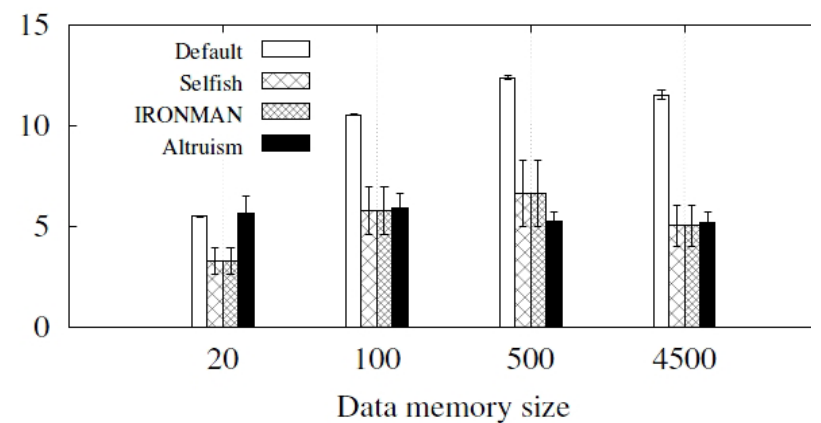 15
10
5
0
Default
Selfish
IRONMAN
Altruism
20 100 500 4500
Data memory size